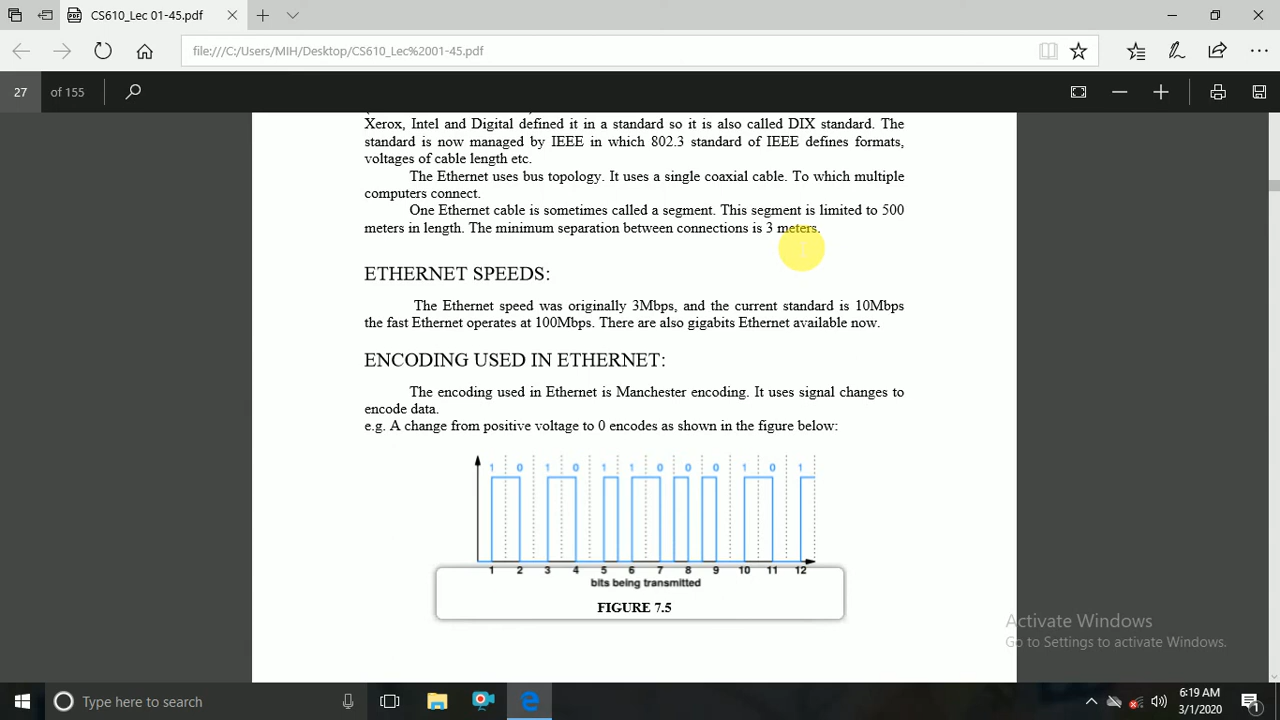 CS610_Lec 01-45.pdf
file:///C:/Users/MIH/Desktop/CS610_Lec%2001-45.pdf
27 of 155
Xerox, Intel and Digital defined it in a standard so it is also called DIX standard. The
standard is now managed by IEEE in which 802.3 standard of IEEE defines formats,
voltages of cable length etc.
The Ethernet uses bus topology. It uses a single coaxial cable. To which multiple
computers connect.
One Ethernet cable is sometimes called a segment. This segment is limited to 500
meters in length. The minimum separation between connections is 3 meters.
ETHERNET SPEEDS:
The Ethernet speed was originally 3Mbps, and the current standard is 10Mbps
the fast Ethernet operates at 100Mbps. There are also gigabits Ethernet available now.
ENCODING USED IN ETHERNET:
The encoding used in Ethernet is Manchester encoding. It uses signal changes to
encode data.
e.g. A change from positive voltage to 0 encodes as shown in the figure below:
1 0 1 0 1 1 0 0 0 1 0 1
1 2 3 4 5 6 7 8 9 10 11 12
bits being transmitted
FIGURE 7.5
Activate Windows
Go to Settings to activate Windows.
Type here to search
6:19 AM
3/1/2020
1